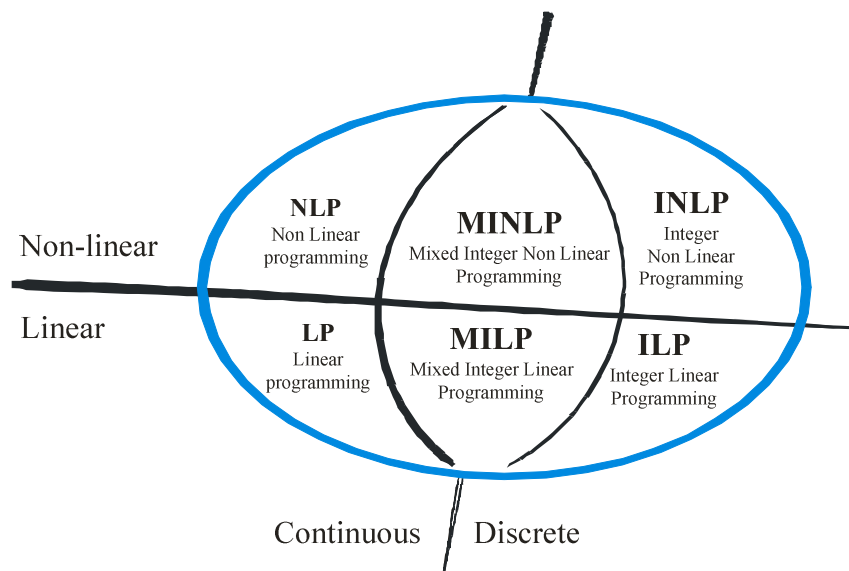 Non-linear
Linear
NLP
Non Linear
programming
MINLP
Mixed Integer Non Linear
Programming
INLP
Integer
Non Linear
Programming
LP
Linear
programming
MILP
Mixed Integer Linear
Programming
ILP
Integer Linear
Programming
Continuous
Discrete